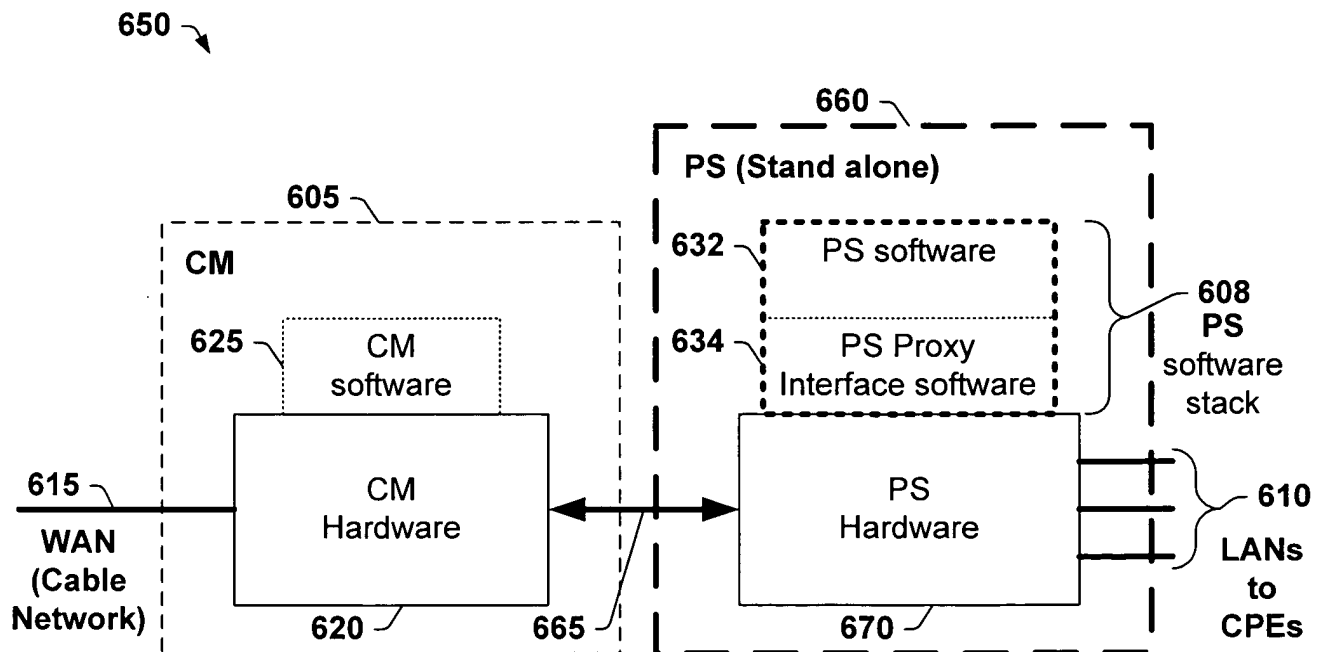 650
660
PS (Stand alone)
605
CM
632
PS software
608
PS
software
stack
625
CM
software
634
PS Proxy
Interface software
615
WAN
(Cable
Network)
CM
Hardware
PS
Hardware
610
LANs
to
CPEs
620
665
670